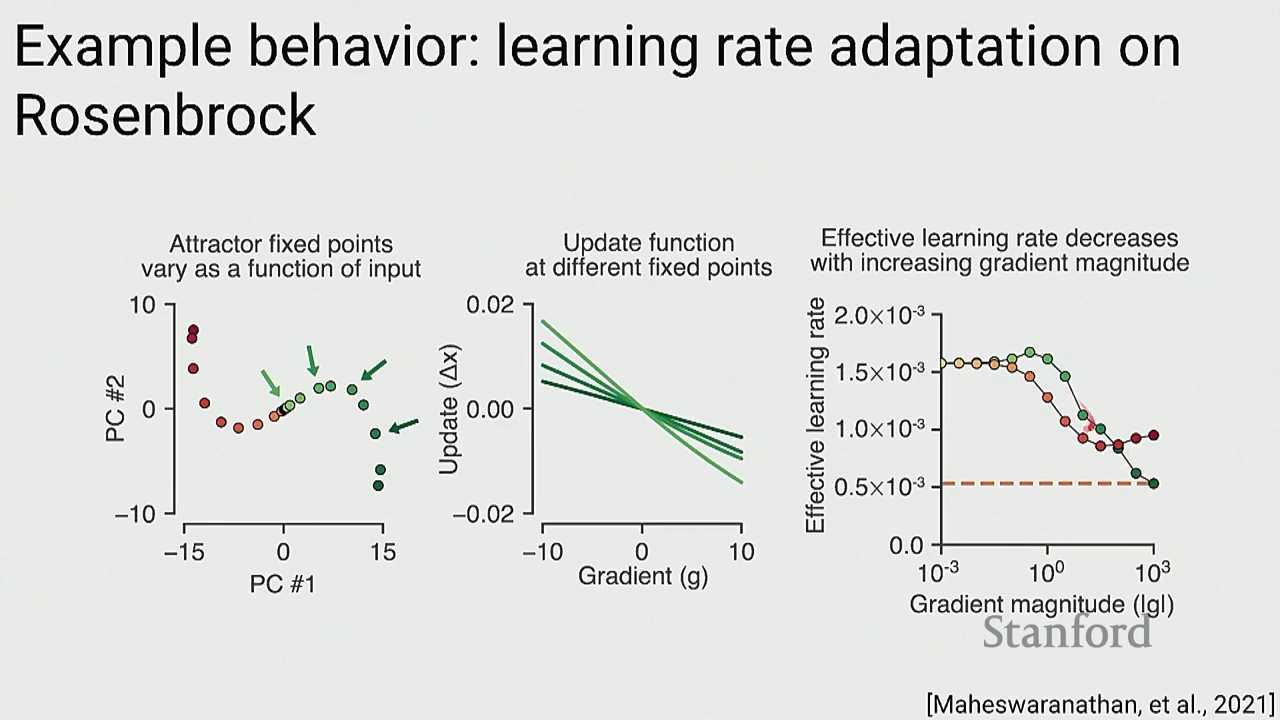 Example behavior: learning rate adaptation on
Rosenbrock
Attractor fixed points
vary as a function of input
10
0
−10
PC #2
−15
0
15
PC #1
Update function
at different fixed points
0.02
0.00
−0.02
Update (Δx)
−10
0
10
Gradient (g)
Effective learning rate decreases
with increasing gradient magnitude
2.0×10⁻³
1.5×10⁻³
1.0×10⁻³
0.5×10⁻³
0.0
Effective learning rate
10⁻³
10⁰
10³
Gradient magnitude (|g|)
Stanford
[Maheswaranathan, et al., 2021]